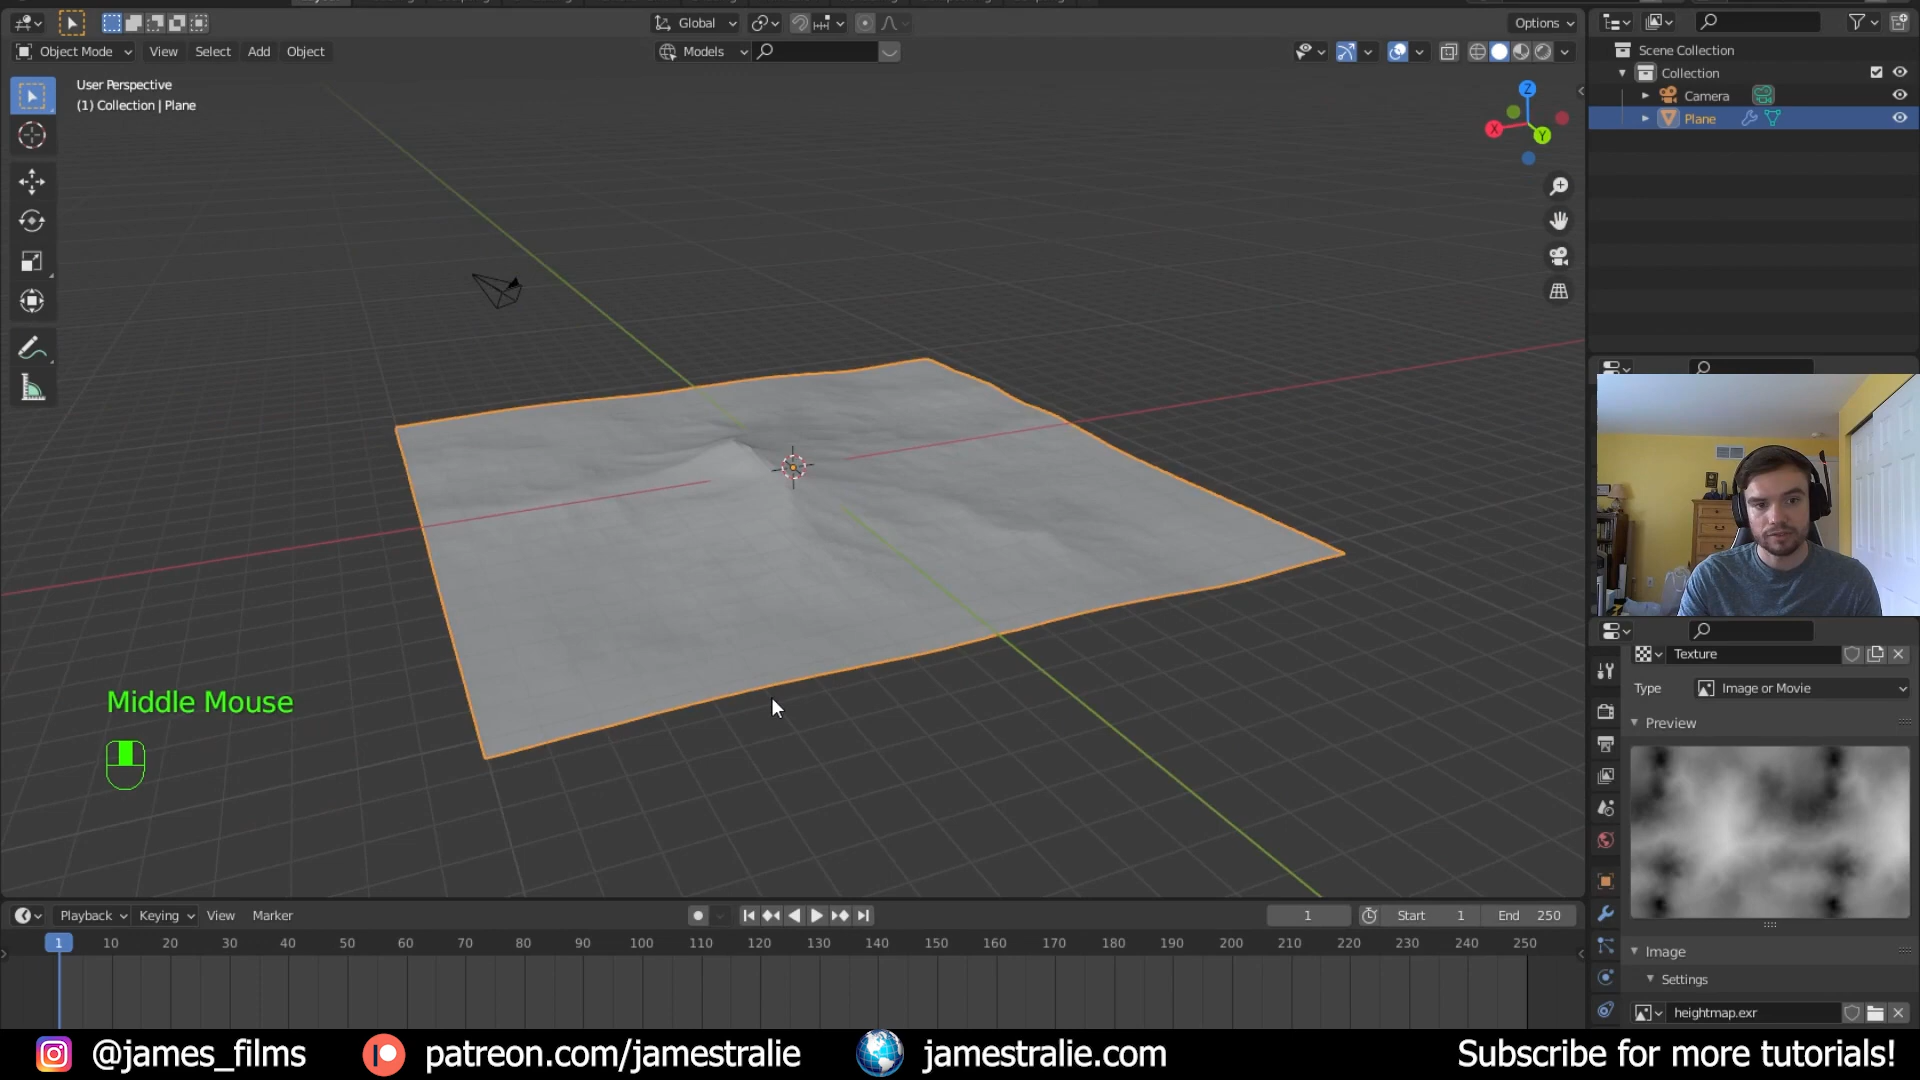 Global
Options
Object Mode
View
Select
Add
Object
Models
User Perspective
(1) Collection | Plane
Z
X
Y
Scene Collection
Collection
Camera
Plane
Texture
Type
Image or Movie
Preview
Image
Settings
heightmap.exr
Middle Mouse
Playback
Keying
View
Marker
1
Start 1
End 250
1 10 20 30 40 50 60 70 80 90 100 110 120 130 140 150 160 170 180 190 200 210 220 230 240 250
@james_films
patreon.com/jamestralie
jamestralie.com
Subscribe for more tutorials!